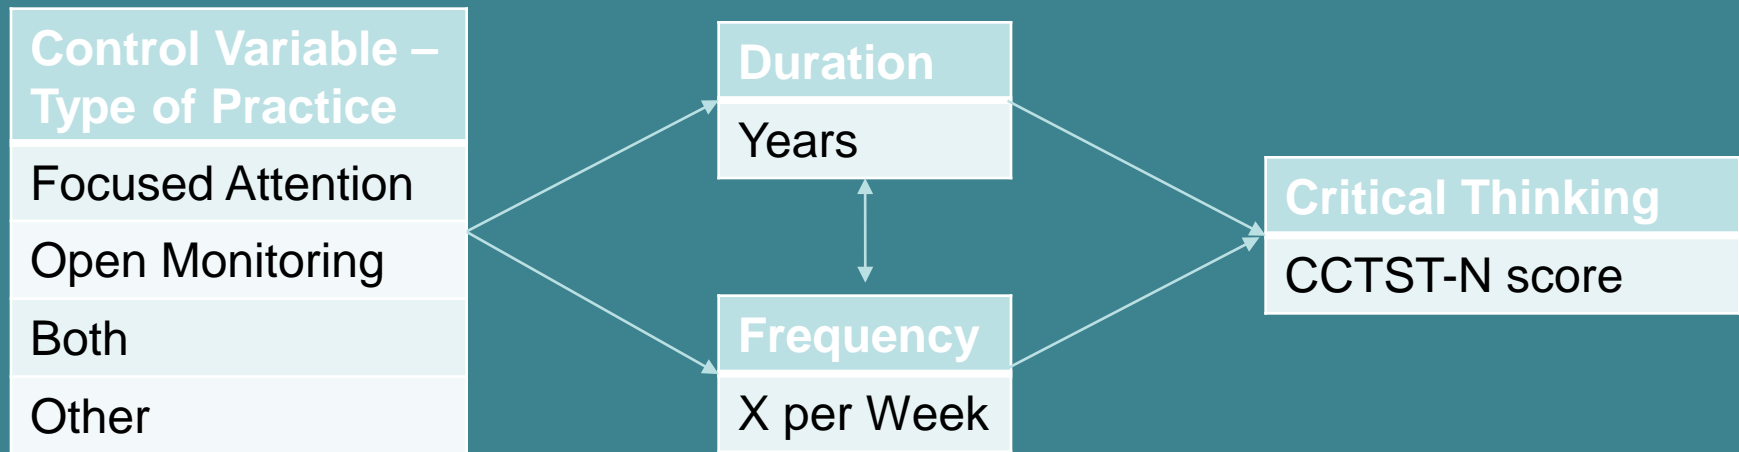 Control Variable –
Type of Practice
Focused Attention
Open Monitoring
Both
Other
Duration
Years
Frequency
X per Week
Critical Thinking
CCTST-N score